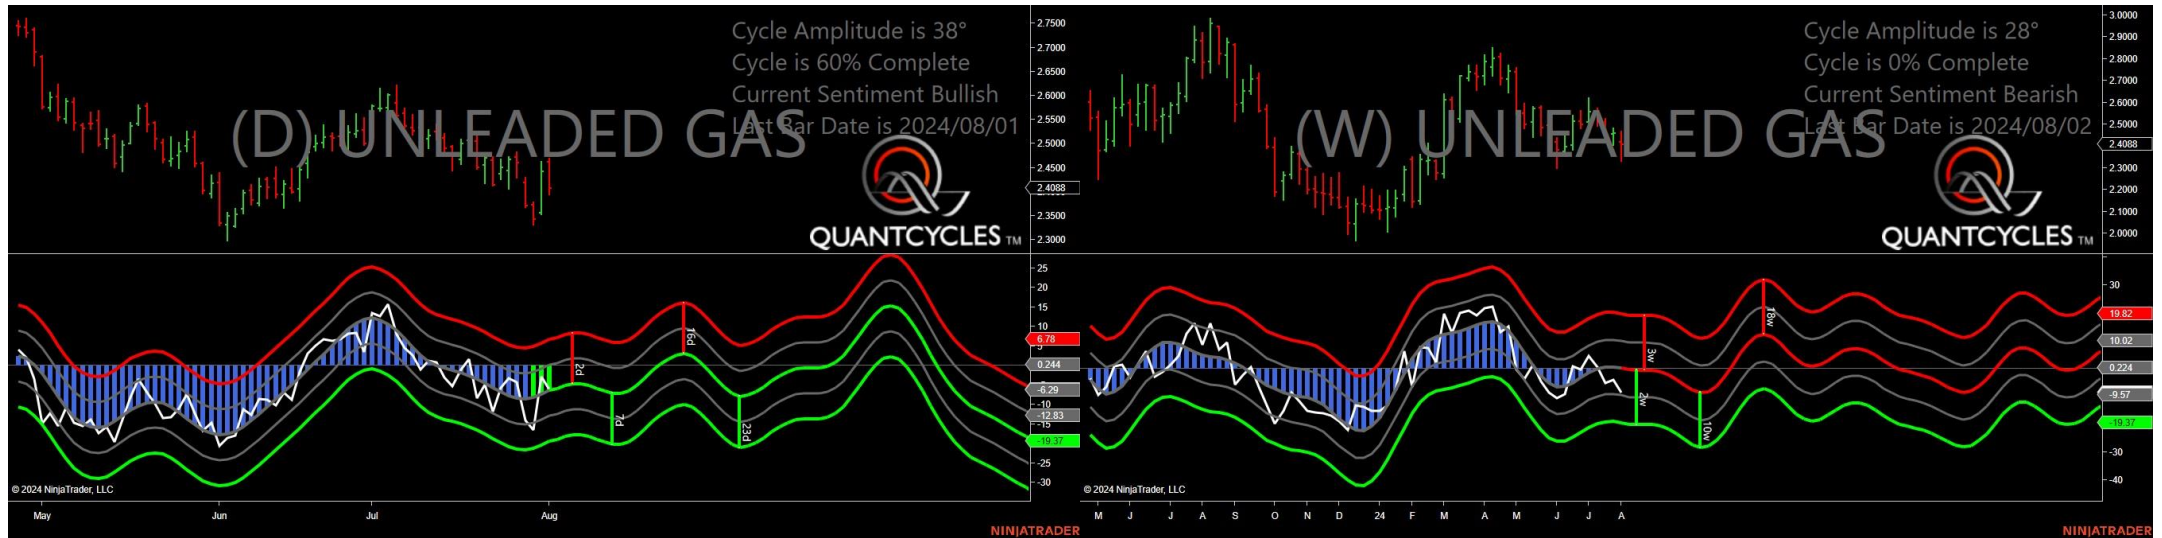 Cycle Amplitude is 38°
Cycle is 60% Complete
Current Sentiment Bullish
Last Bar Date is 2024/08/01
(D) UNLEADED GAS
QUANTCYCLES TM
2.7500
2.7000
2.6500
2.6000
2.5500
2.5000
2.4500
2.4088
2.3500
2.3000
25
20
15
10
6.78
0.244
-6.29
-10
-12.83
-15
-19.37
-25
-30
2d
7d
16d
23d
© 2024 NinjaTrader, LLC
May Jun Jul Aug
NINJATRADER
Cycle Amplitude is 28°
Cycle is 0% Complete
Current Sentiment Bearish
Last Bar Date is 2024/08/02
(W) UNLEADED GAS
QUANTCYCLES TM
3.0000
2.9000
2.8000
2.7000
2.6000
2.5000
2.4088
2.3000
2.2000
2.1000
2.0000
30
19.82
10.02
0.224
-9.57
-19.37
-30
-40
3w
2w
10w
18w
© 2024 NinjaTrader, LLC
M J J A S O N D 24 F M A M J J A
NINJATRADER